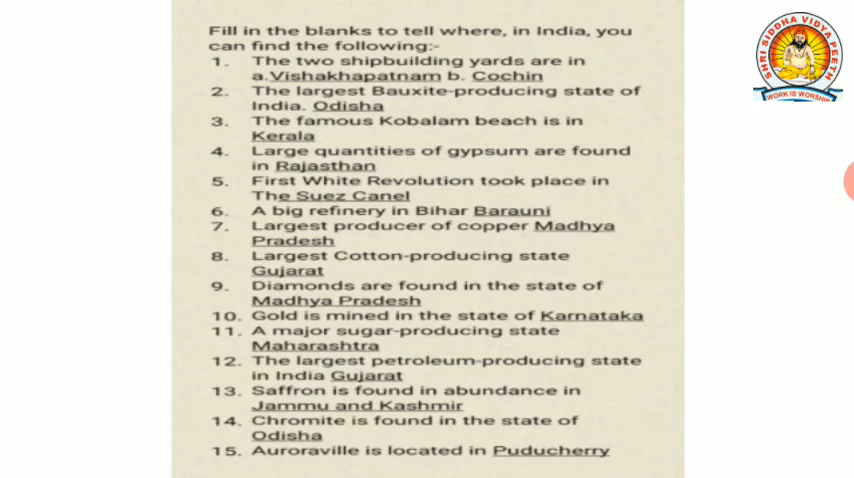 Fill in the blanks to tell where, in India, you
can find the following:-
1. The two shipbuilding yards are in
a.Vishakhapatnam b. Cochin
2. The largest Bauxite-producing state of
India. Odisha
3. The famous Kobalam beach is in
Kerala
4. Large quantities of gypsum are found
in Rajasthan
5. First White Revolution took place in
The Suez Canel
6. A big refinery in Bihar Barauni
7. Largest producer of copper Madhya
Pradesh
8. Largest Cotton-producing state
Gujarat
9. Diamonds are found in the state of
Madhya Pradesh
10. Gold is mined in the state of Karnataka
11. A major sugar-producing state
Maharashtra
12. The largest petroleum-producing state
in India Gujarat
13. Saffron is found in abundance in
Jammu and Kashmir
14. Chromite is found in the state of
Odisha
15. Auroraville is located in Puducherry
SHRI SIDDHA VIDYA PEETH
WORK IS WORSHIP